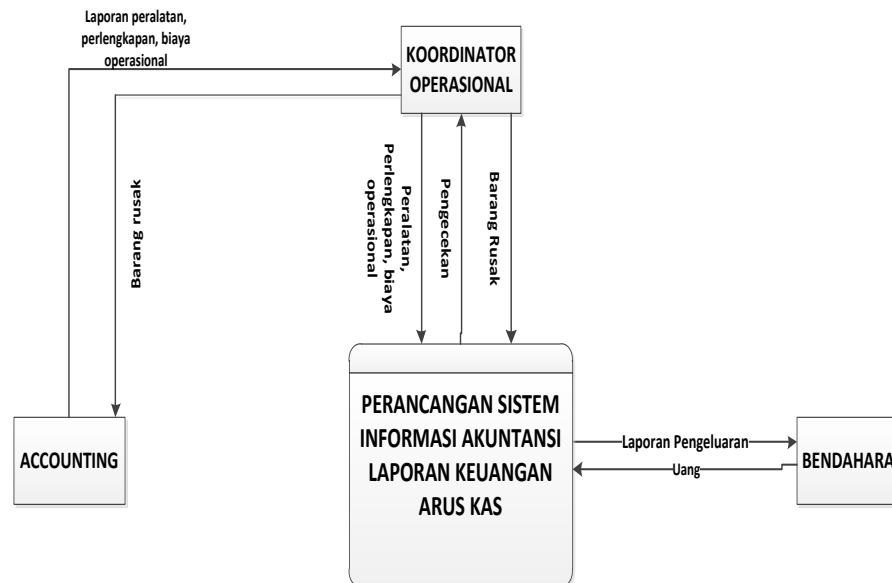 Laporan peralatan,
perlengkapan, biaya
operasional
KOORDINATOR
OPERASIONAL
Barang rusak
Peralatan,
Perlengkapan, biaya
operasional
Pengecekan
Barang Rusak
PERANCANGAN SISTEM
INFORMASI AKUNTANSI
LAPORAN KEUANGAN
ARUS KAS
ACCOUNTING
Laporan Pengeluaran
Uang
BENDAHARA